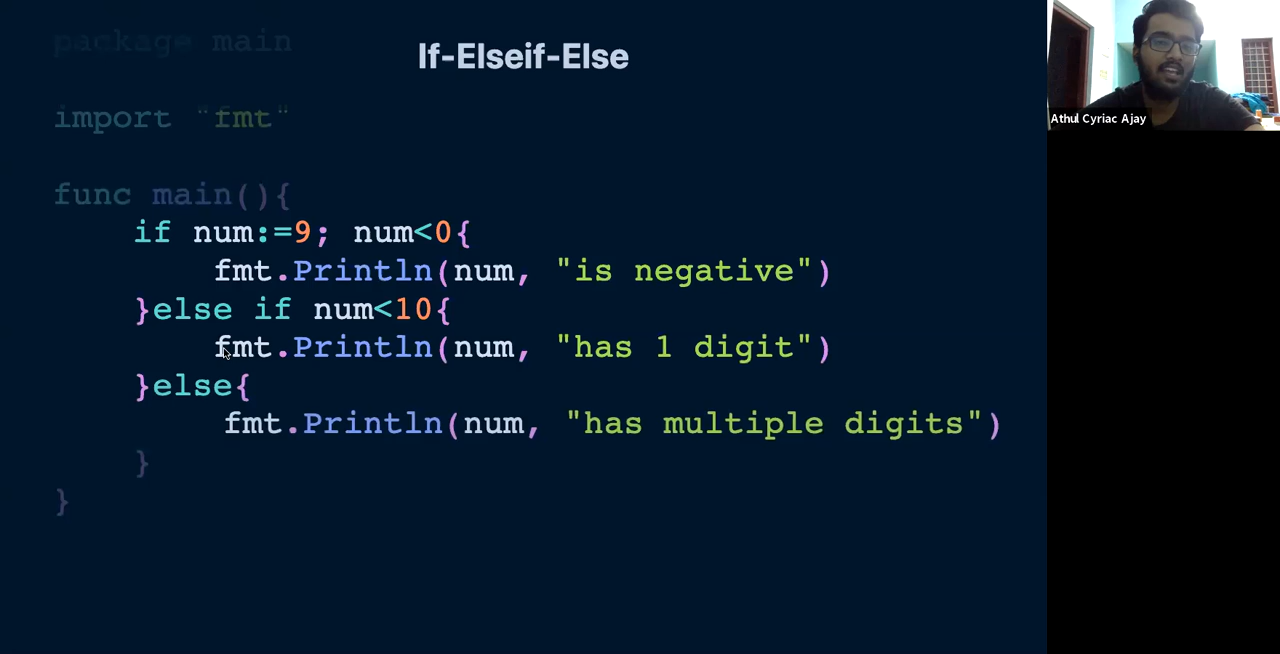 package main
If-Elseif-Else
import "fmt"
func main(){
if num:=9; num<0{
fmt.Println(num, "is negative")
}else if num<10{
fmt.Println(num, "has 1 digit")
}else{
fmt.Println(num, "has multiple digits")
}
}
Athul Cyriac Ajay